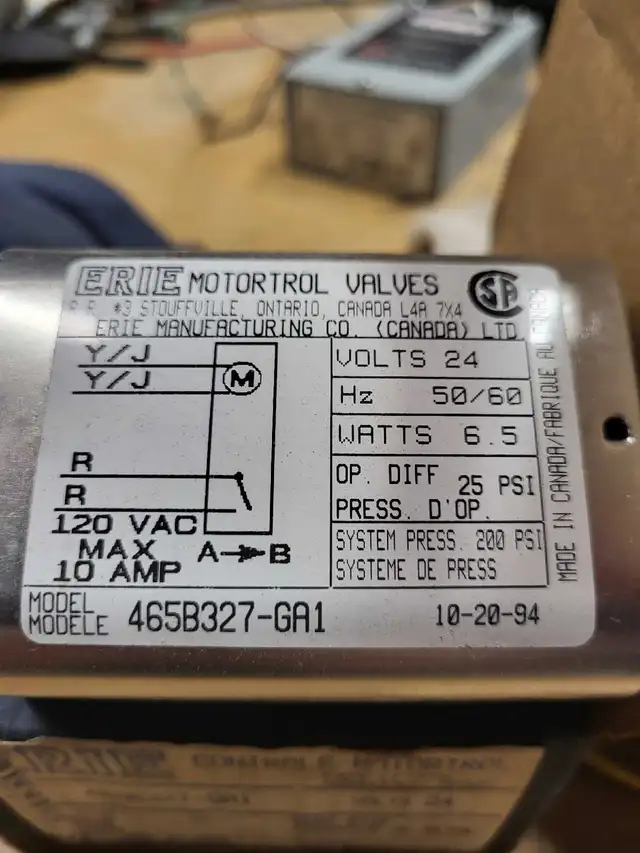 ERIE MOTORTROL VALVES
SA
R.R. #3 STOUFFVILLE, ONTARIO, CANADA L4A 7X4
ERIE MANUFACTURING CO. (CANADA) LTD
Y/J
Y/J
M
R
R
120 VAC
MAX
10 AMP
A B
VOLTS 24
Hz 50/60
WATTS 6.5
OP. DIFF 25 PSI
PRESS. D'OP.
SYSTEM PRESS. 200 PSI
SYSTEME DE PRESS
MADE IN CANADA/FABRIQUE AU CANADA
MODEL
MODELE 465B327-GA1
10-20-94